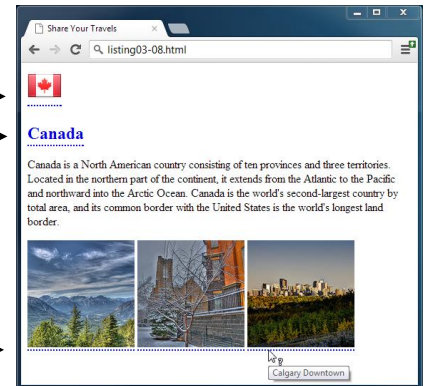 Share Your Travels
listing03-08.html
Canada
Canada is a North American country consisting of ten provinces and three territories.
Located in the northern part of the continent, it extends from the Atlantic to the Pacific
and northward into the Arctic Ocean. Canada is the world's second-largest country by
total area, and its common border with the United States is the world's longest land
border.
Calgary Downtown